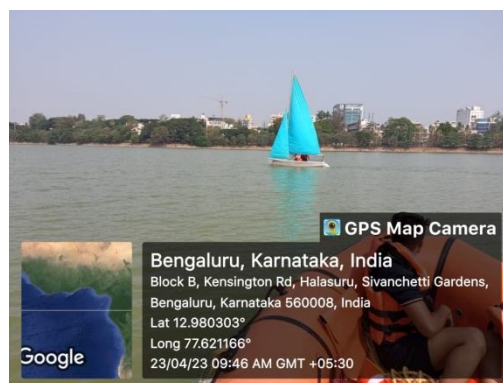 GPS Map Camera
Bengaluru, Karnataka, India
Block B, Kensington Rd, Halasuru, Sivanchetti Gardens,
Bengaluru, Karnataka 560008, India
Lat 12.980303°
Long 77.621166°
23/04/23 09:46 AM GMT +05:30
Google